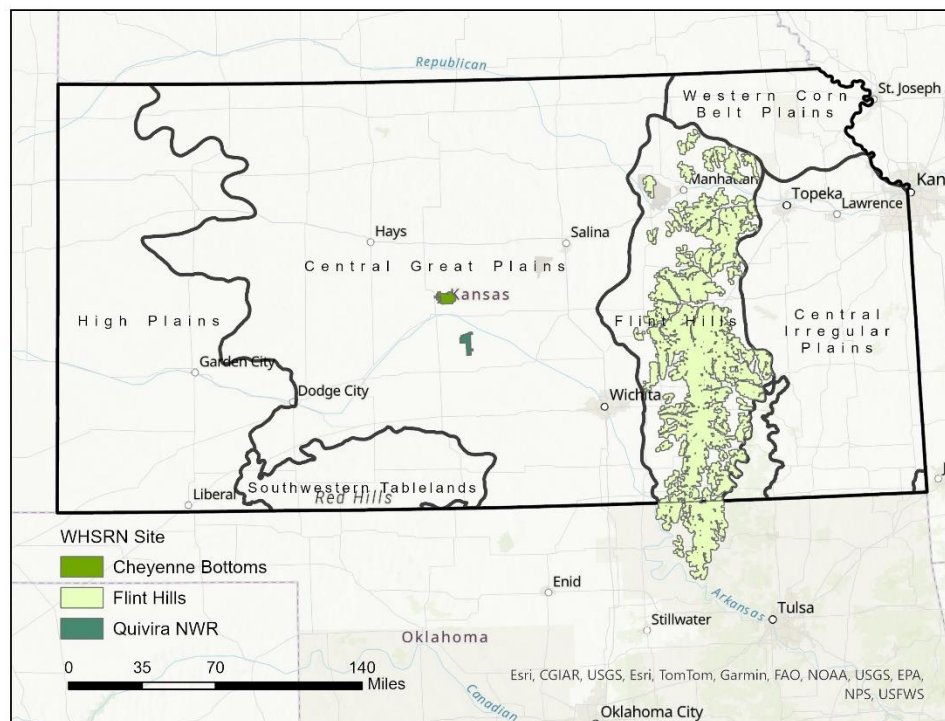 Republican
St. Joseph
Western Corn
Belt Plains
Manhattan
Kan
Topeka
Lawrence
Hays
Salina
Central Great Plains
Kansas
High Plains
Flint Hills
Central
Irregular
Plains
Garden City
Dodge City
Wichita
Liberal
Southwestern Tablelands
Red Hills
WHSRN Site
Cheyenne Bottoms
Flint Hills
Quivira NWR
Enid
Arkansas
Tulsa
Stillwater
Oklahoma
0 35 70 140
Miles
Esri, CGIAR, USGS, Esri, TomTom, Garmin, FAO, NOAA, USGS, EPA,
NPS, USFWS
Canadian
Oklahoma City